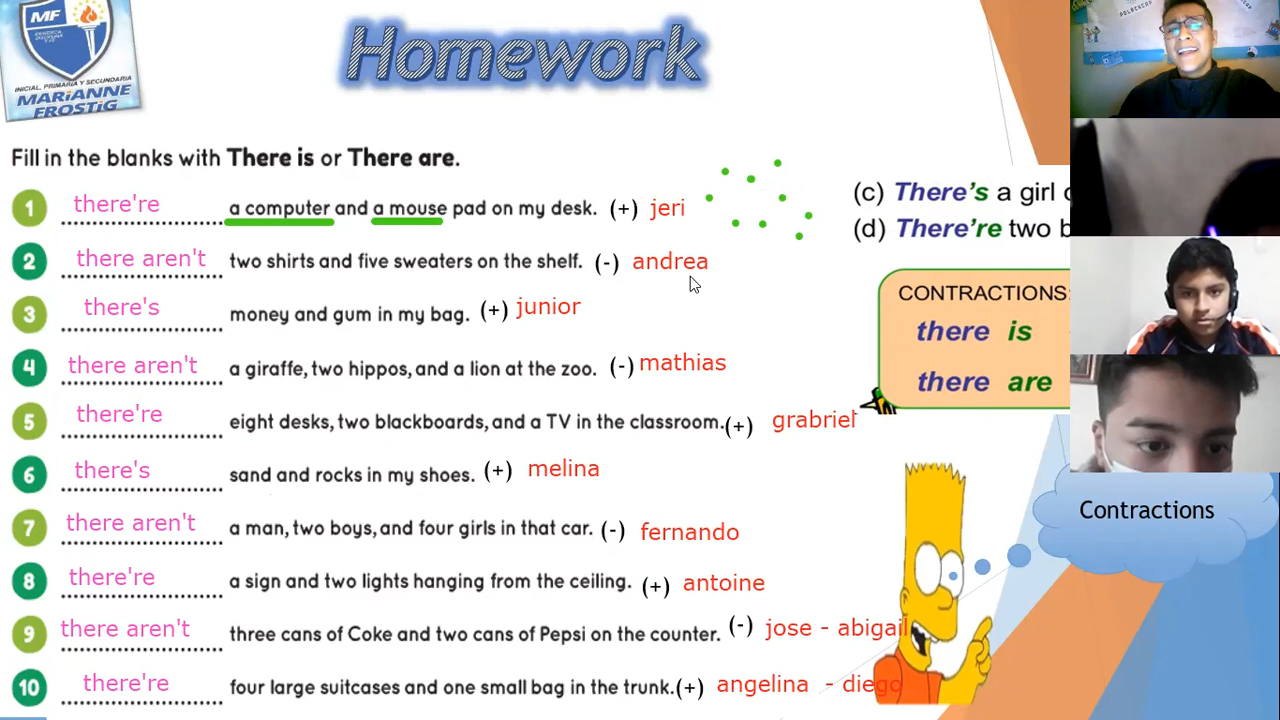 MF
INICIAL, PRIMARIA Y SECUNDARIA
MARIANNE
FROSTIG
Homework
Fill in the blanks with There is or There are.
1 there're a computer and a mouse pad on my desk. (+) jeri
2 there aren't two shirts and five sweaters on the shelf. (-) andrea
3 there's money and gum in my bag. (+) junior
4 there aren't a giraffe, two hippos, and a lion at the zoo. (-) mathias
5 there're eight desks, two blackboards, and a TV in the classroom. (+) grabriel
6 there's sand and rocks in my shoes. (+) melina
7 there aren't a man, two boys, and four girls in that car. (-) fernando
8 there're a sign and two lights hanging from the ceiling. (+) antoine
9 there aren't three cans of Coke and two cans of Pepsi on the counter. (-) jose - abigail
10 there're four large suitcases and one small bag in the trunk. (+) angelina - diego
(c) There's a girl
(d) There're two
CONTRACTIONS:
there is
there are
Contractions